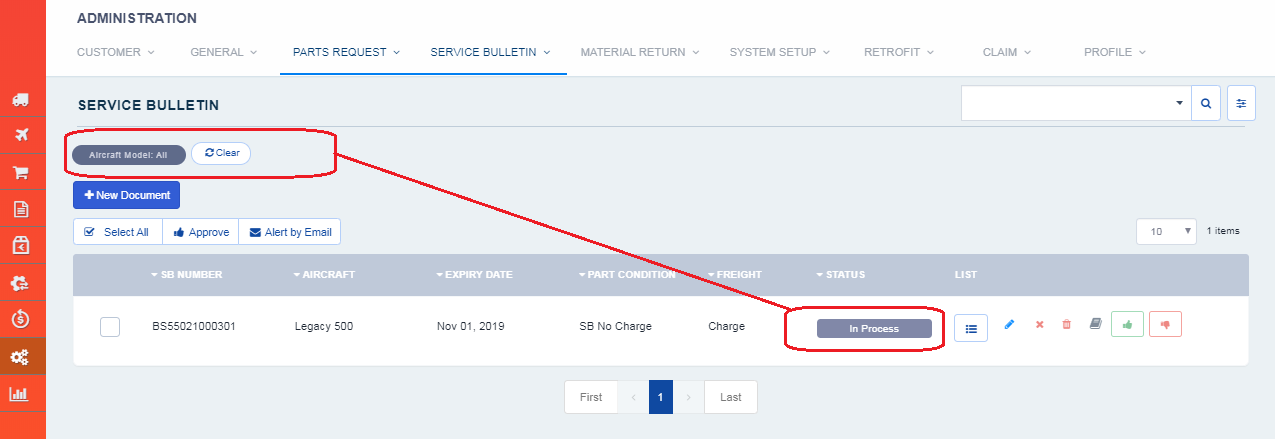 ADMINISTRATION
CUSTOMER GENERAL PARTS REQUEST SERVICE BULLETIN MATERIAL RETURN SYSTEM SETUP RETROFIT CLAIM PROFILE
SERVICE BULLETIN
Aircraft Model: All Clear
New Document
Select All Approve Alert by Email 10 1 items
SB NUMBER AIRCRAFT EXPIRY DATE PART CONDITION FREIGHT STATUS LIST
BS55021000301 Legacy 500 Nov 01, 2019 SB No Charge Charge In Process
First ‹ 1 › Last